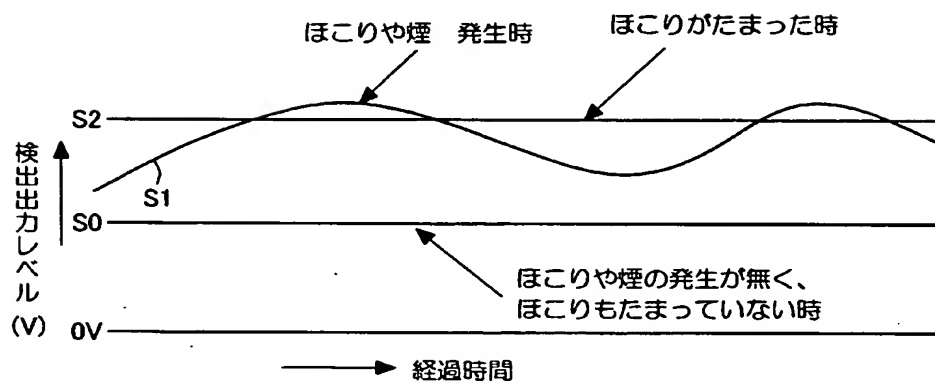 ほこりや煙 発生時
ほこりがたまった時
S2
検出出力レベル(V)
S1
S0
ほこりや煙の発生が無く、
ほこりもたまっていない時
0V
経過時間